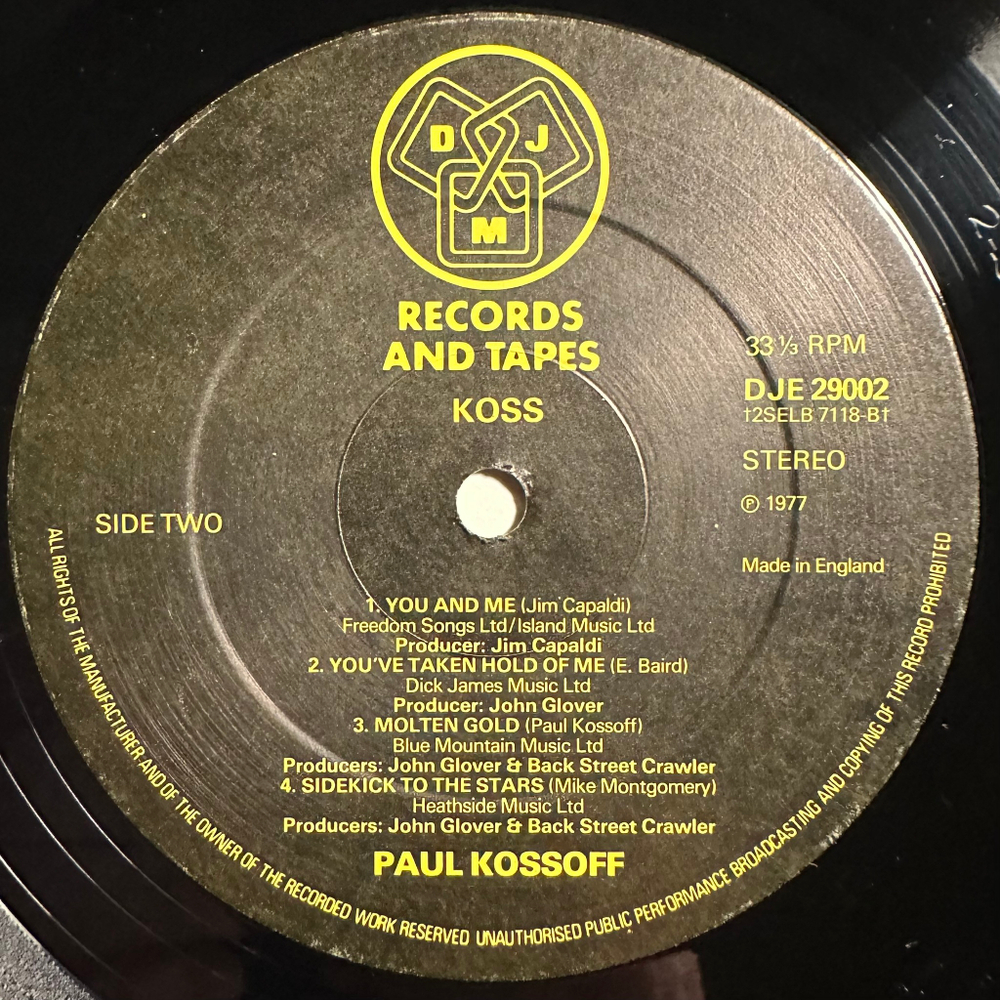 D J
M
RECORDS
AND TAPES
KOSS
33⅓ RPM
DJE 29002
†2SELB 7118-B†
STEREO
℗ 1977
SIDE TWO
Made in England
1. YOU AND ME (Jim Capaldi)
Freedom Songs Ltd/Island Music Ltd
Producer: Jim Capaldi
2. YOU'VE TAKEN HOLD OF ME (E. Baird)
Dick James Music Ltd
Producer: John Glover
3. MOLTEN GOLD (Paul Kossoff)
Blue Mountain Music Ltd
Producers: John Glover & Back Street Crawler
4. SIDEKICK TO THE STARS (Mike Montgomery)
Heathside Music Ltd
Producers: John Glover & Back Street Crawler
PAUL KOSSOFF
ALL RIGHTS OF THE MANUFACTURER AND OF THE OWNER OF THE RECORDED WORK RESERVED UNAUTHORISED PUBLIC PERFORMANCE BROADCASTING AND COPYING OF THIS RECORD PROHIBITED